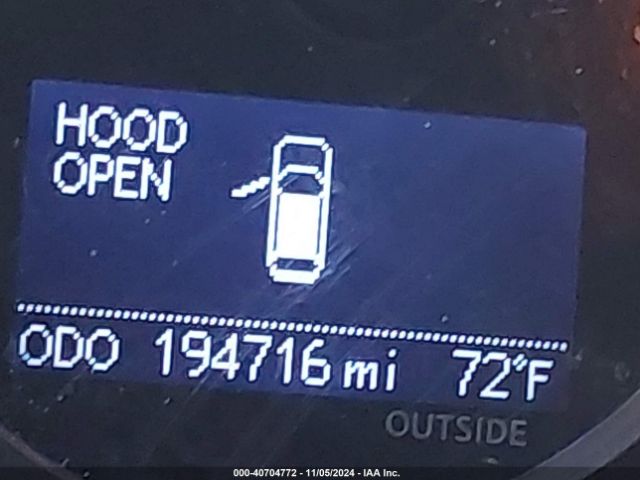 HOOD
OPEN
ODO 194716 mi 72°F
OUTSIDE
000-40704772 - 11/05/2024 - IAA Inc.